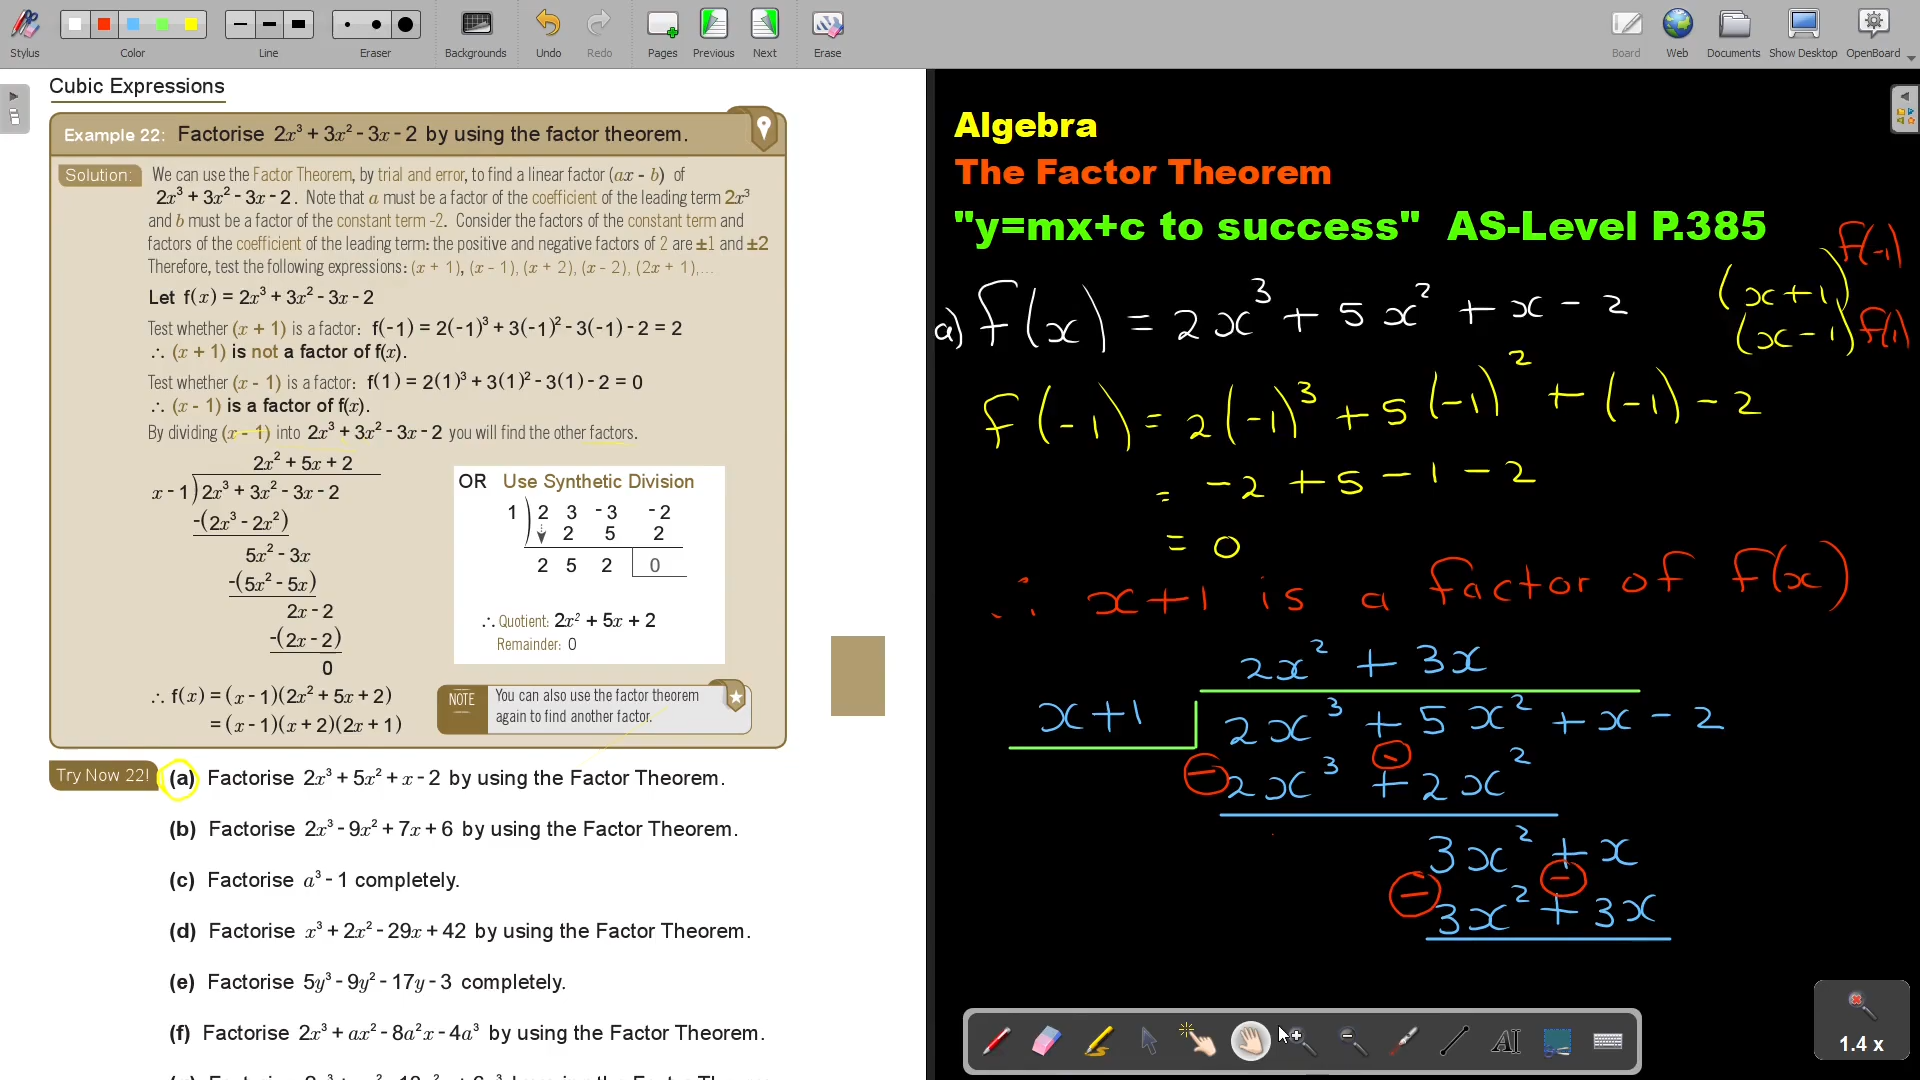 Stylus
Color
Line
Eraser
Backgrounds
Undo
Redo
Pages
Previous
Next
Erase
Board
Web
Documents
Show Desktop
OpenBoard
Cubic Expressions
Example 22: Factorise 2x³ + 3x² - 3x - 2 by using the factor theorem.
Solution: We can use the Factor Theorem, by trial and error, to find a linear factor (ax - b) of
2x³ + 3x² - 3x - 2. Note that a must be a factor of the coefficient of the leading term 2x³
and b must be a factor of the constant term -2. Consider the factors of the constant term and
factors of the coefficient of the leading term: the positive and negative factors of 2 are ±1 and ±2
Therefore, test the following expressions: (x + 1), (x - 1), (x + 2), (x - 2), (2x + 1),...
Let f(x) = 2x³ + 3x² - 3x - 2
Test whether (x + 1) is a factor: f(-1) = 2(-1)³ + 3(-1)² - 3(-1) - 2 = 2
∴ (x + 1) is not a factor of f(x).
Test whether (x - 1) is a factor: f(1) = 2(1)³ + 3(1)² - 3(1) - 2 = 0
∴ (x - 1) is a factor of f(x).
By dividing (x - 1) into 2x³ + 3x² - 3x - 2 you will find the other factors.
2x² + 5x + 2
x - 1)2x³ + 3x² - 3x - 2
-(2x³ - 2x²)
5x² - 3x
-(5x² - 5x)
2x - 2
-(2x - 2)
0
∴ f(x) = (x - 1)(2x² + 5x + 2)
= (x - 1)(x + 2)(2x + 1)
OR Use Synthetic Division
1 ) 2 3 -3 -2
2 5 2
2 5 2 0
∴ Quotient: 2x² + 5x + 2
Remainder: 0
NOTE You can also use the factor theorem
again to find another factor.
Try Now 22! (a) Factorise 2x³ + 5x² + x - 2 by using the Factor Theorem.
(b) Factorise 2x³ - 9x² + 7x + 6 by using the Factor Theorem.
(c) Factorise a³ - 1 completely.
(d) Factorise x³ + 2x² - 29x + 42 by using the Factor Theorem.
(e) Factorise 5y³ - 9y² - 17y - 3 completely.
(f) Factorise 2x³ + ax² - 8a²x - 4a³ by using the Factor Theorem.
Algebra
The Factor Theorem
"y=mx+c to success" AS-Level P.385
f(-1)
(x+1)
a) f(x) = 2x³ + 5x² + x - 2
(x-1) f(1)
f(-1) = 2(-1)³ + 5(-1)² + (-1) - 2
= -2 + 5 - 1 - 2
= 0
∴ x+1 is a factor of f(x)
2x² + 3x
x+1 2x³ + 5x² + x - 2
- 2x³ + 2x²
-
3x² + x
- 3x² + 3x
-
1.4 x